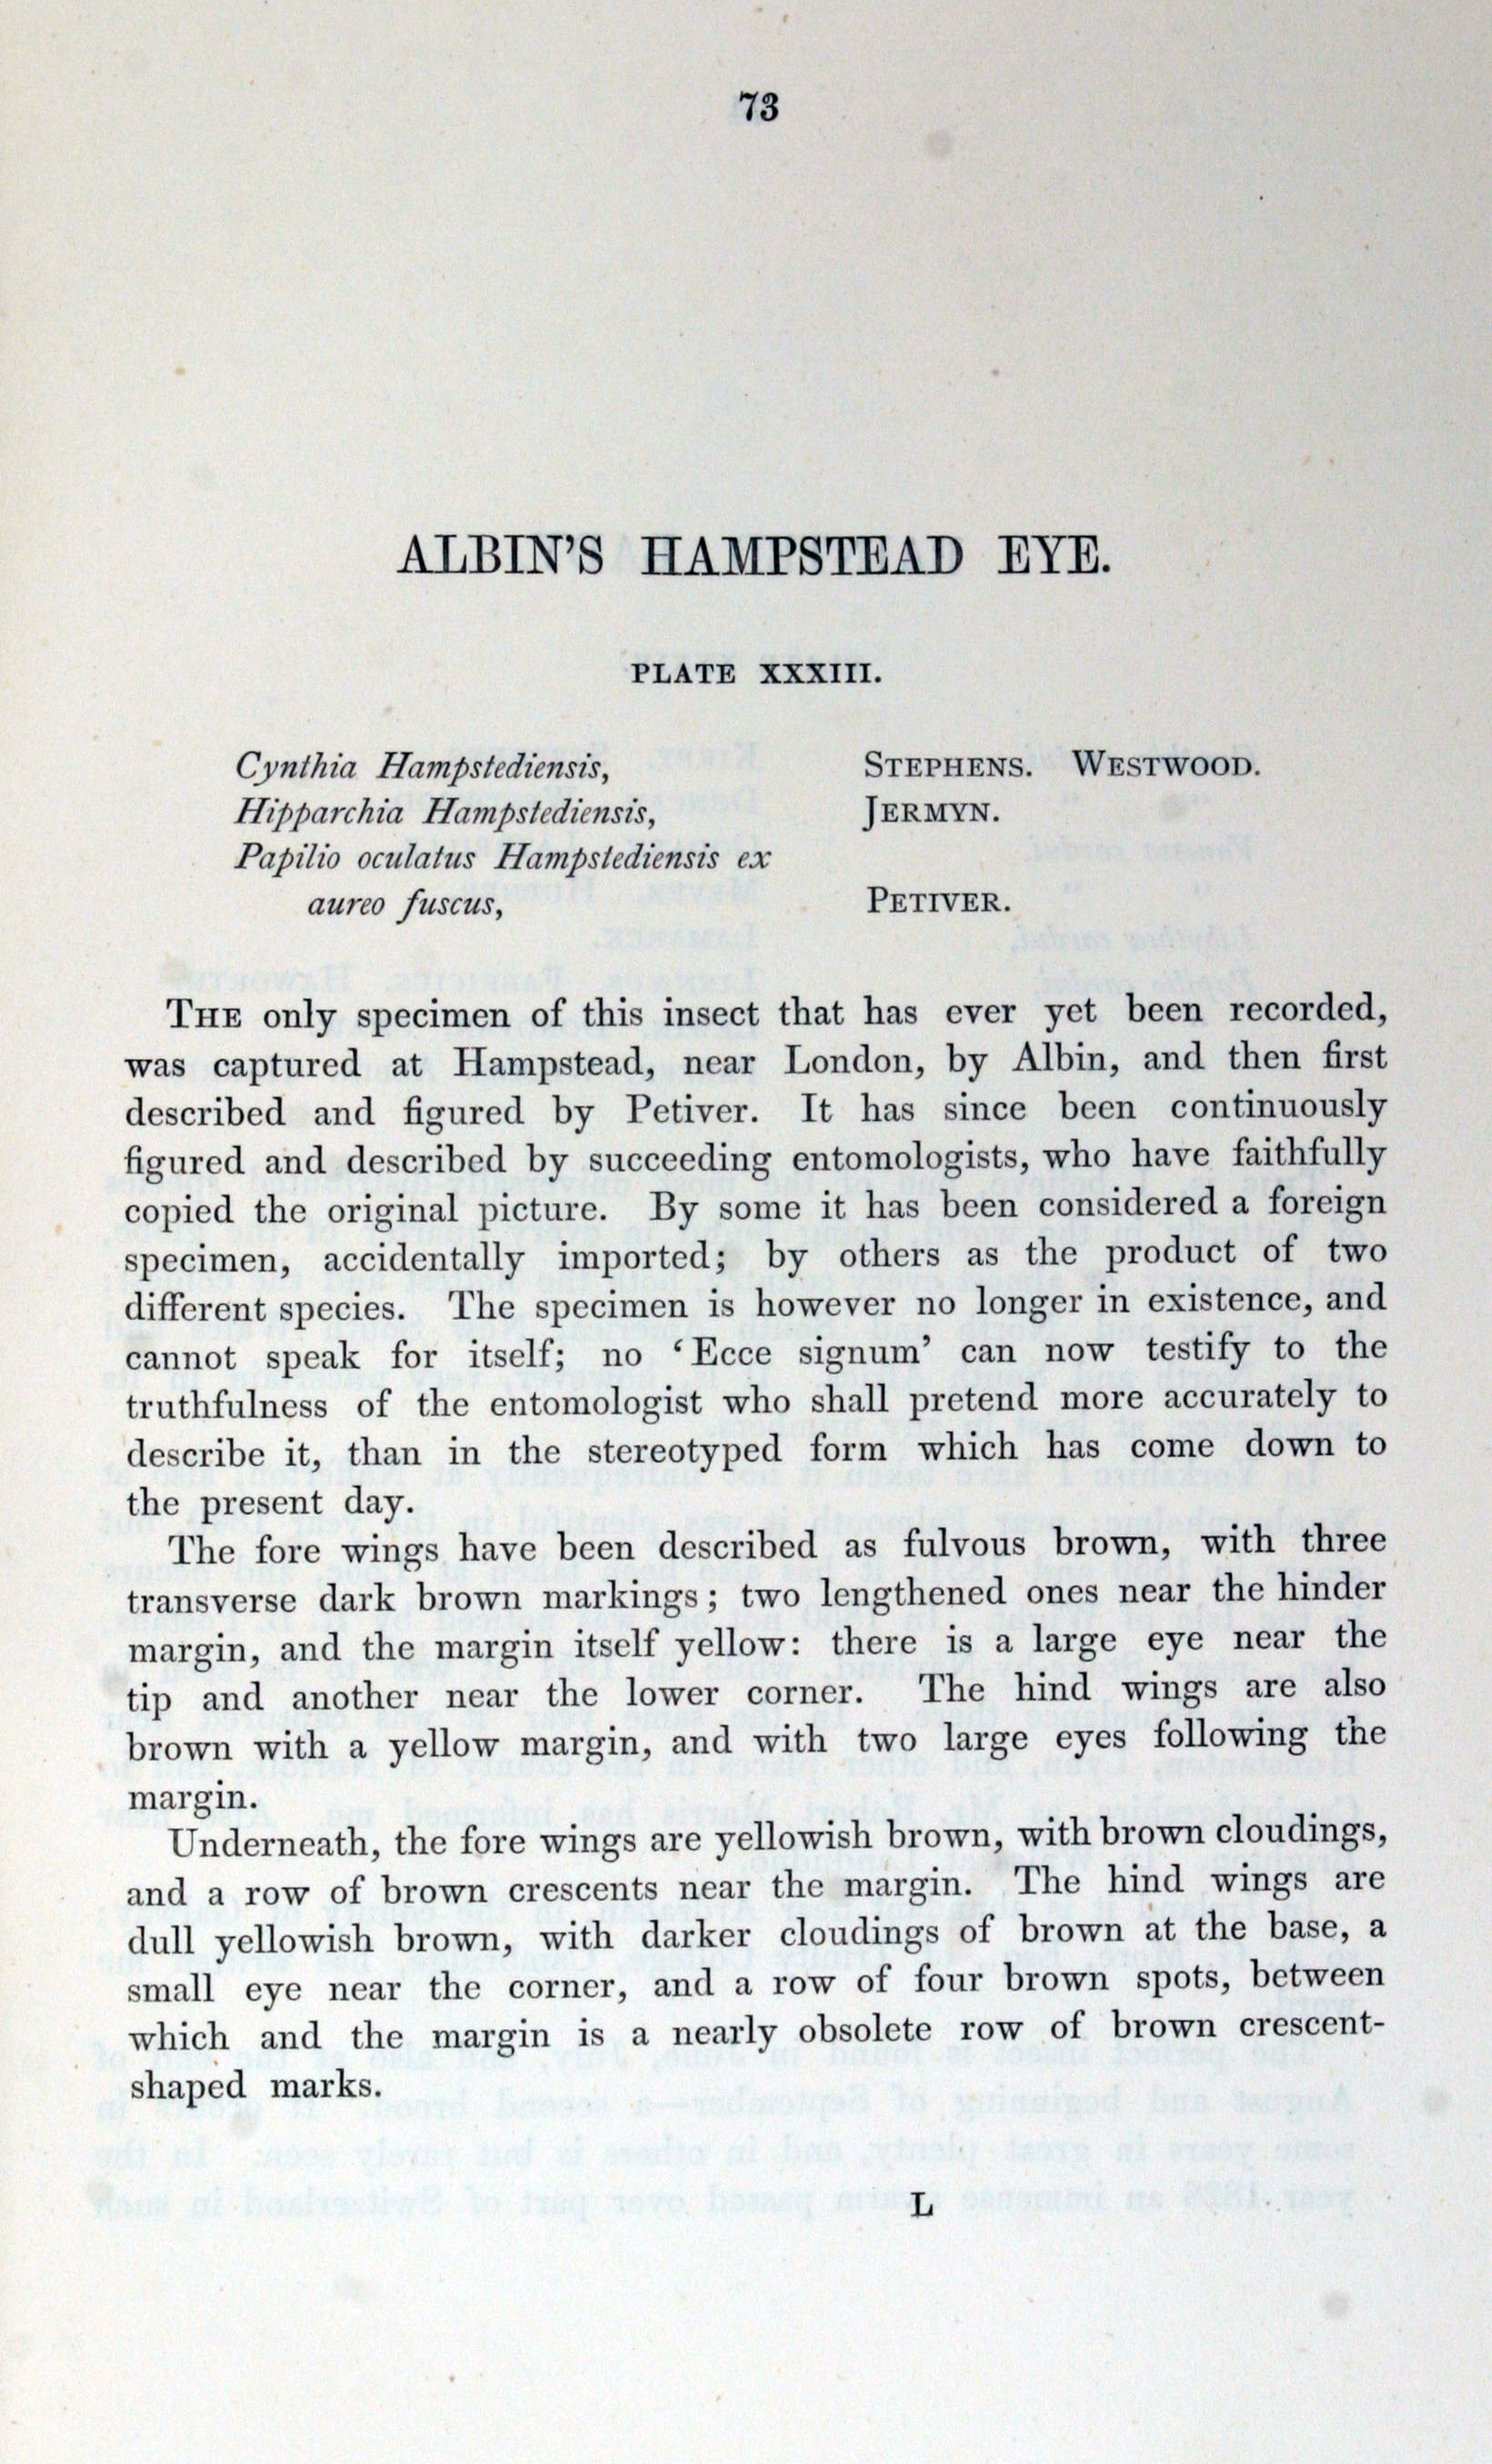 73
ALBIN'S HAMPSTEAD EYE.
PLATE XXXIII.
Cynthia Hampstediensis, STEPHENS. WESTWOOD.
Hipparchia Hampstediensis, JERMYN.
Papilio oculatus Hampstediensis ex
aureo fuscus, PETIVER.
THE only specimen of this insect that has ever yet been recorded,
was captured at Hampstead, near London, by Albin, and then first
described and figured by Petiver. It has since been continuously
figured and described by succeeding entomologists, who have faithfully
copied the original picture. By some it has been considered a foreign
specimen, accidentally imported; by others as the product of two
different species. The specimen is however no longer in existence, and
cannot speak for itself; no ‘Ecce signum’ can now testify to the
truthfulness of the entomologist who shall pretend more accurately to
describe it, than in the stereotyped form which has come down to
the present day.
The fore wings have been described as fulvous brown, with three
transverse dark brown markings; two lengthened ones near the hinder
margin, and the margin itself yellow: there is a large eye near the
tip and another near the lower corner. The hind wings are also
brown with a yellow margin, and with two large eyes following the
margin.
Underneath, the fore wings are yellowish brown, with brown cloudings,
and a row of brown crescents near the margin. The hind wings are
dull yellowish brown, with darker cloudings of brown at the base, a
small eye near the corner, and a row of four brown spots, between
which and the margin is a nearly obsolete row of brown crescent-
shaped marks.
L